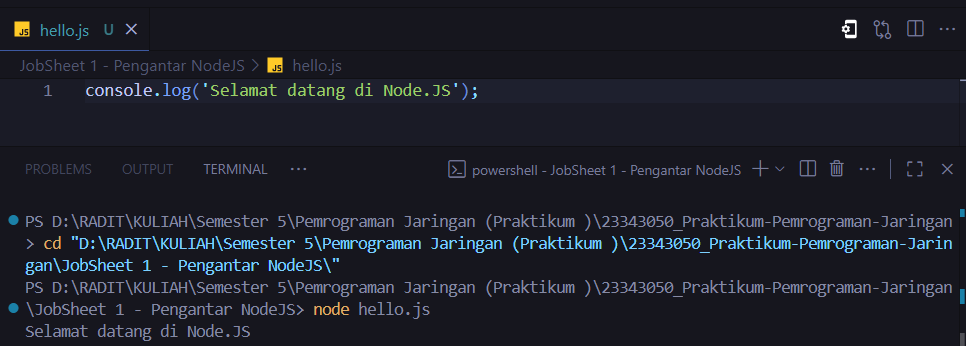 JS hello.js U
JobSheet 1 - Pengantar NodeJS > JS hello.js
1 console.log('Selamat datang di Node.JS');
PROBLEMS OUTPUT TERMINAL ··· powershell - JobSheet 1 - Pengantar NodeJS
PS D:\RADIT\KULIAH\Semester 5\Pemrograman Jaringan (Praktikum )\23343050_Praktikum-Pemrograman-Jaringan
> cd "D:\RADIT\KULIAH\Semester 5\Pemrograman Jaringan (Praktikum )\23343050_Praktikum-Pemrograman-Jarin
gan\JobSheet 1 - Pengantar NodeJS\"
PS D:\RADIT\KULIAH\Semester 5\Pemrograman Jaringan (Praktikum )\23343050_Praktikum-Pemrograman-Jaringan
\JobSheet 1 - Pengantar NodeJS> node hello.js
Selamat datang di Node.JS